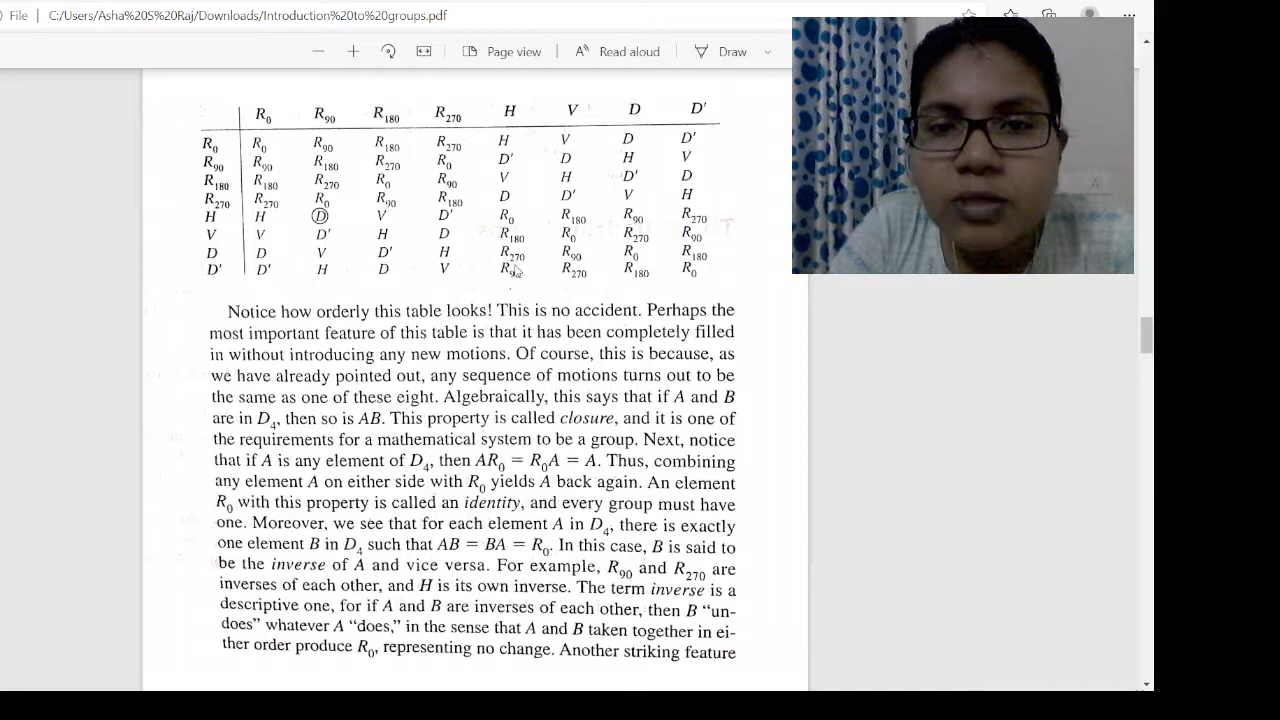 File | C:/Users/Asha%20S%20Raj/Downloads/Introduction%20to%20groups.pdf
Page view | Read aloud | Draw
R0 R90 R180 R270 H V D D'
R0 R0 R90 R180 R270 H V D D'
R90 R90 R180 R270 R0 D' D H V
R180 R180 R270 R0 R90 V H D' D
R270 R270 R0 R90 R180 D D' V H
H H D V D' R0 R180 R90 R270
V V D' H D R180 R0 R270 R90
D D V D' H R270 R90 R0 R180
D' D' H D V R90 R270 R180 R0
Notice how orderly this table looks! This is no accident. Perhaps the
most important feature of this table is that it has been completely filled
in without introducing any new motions. Of course, this is because, as
we have already pointed out, any sequence of motions turns out to be
the same as one of these eight. Algebraically, this says that if A and B
are in D4, then so is AB. This property is called closure, and it is one of
the requirements for a mathematical system to be a group. Next, notice
that if A is any element of D4, then AR0 = R0A = A. Thus, combining
any element A on either side with R0 yields A back again. An element
R0 with this property is called an identity, and every group must have
one. Moreover, we see that for each element A in D4, there is exactly
one element B in D4 such that AB = BA = R0. In this case, B is said to
be the inverse of A and vice versa. For example, R90 and R270 are
inverses of each other, and H is its own inverse. The term inverse is a
descriptive one, for if A and B are inverses of each other, then B “un-
does” whatever A “does,” in the sense that A and B taken together in ei-
ther order produce R0, representing no change. Another striking feature